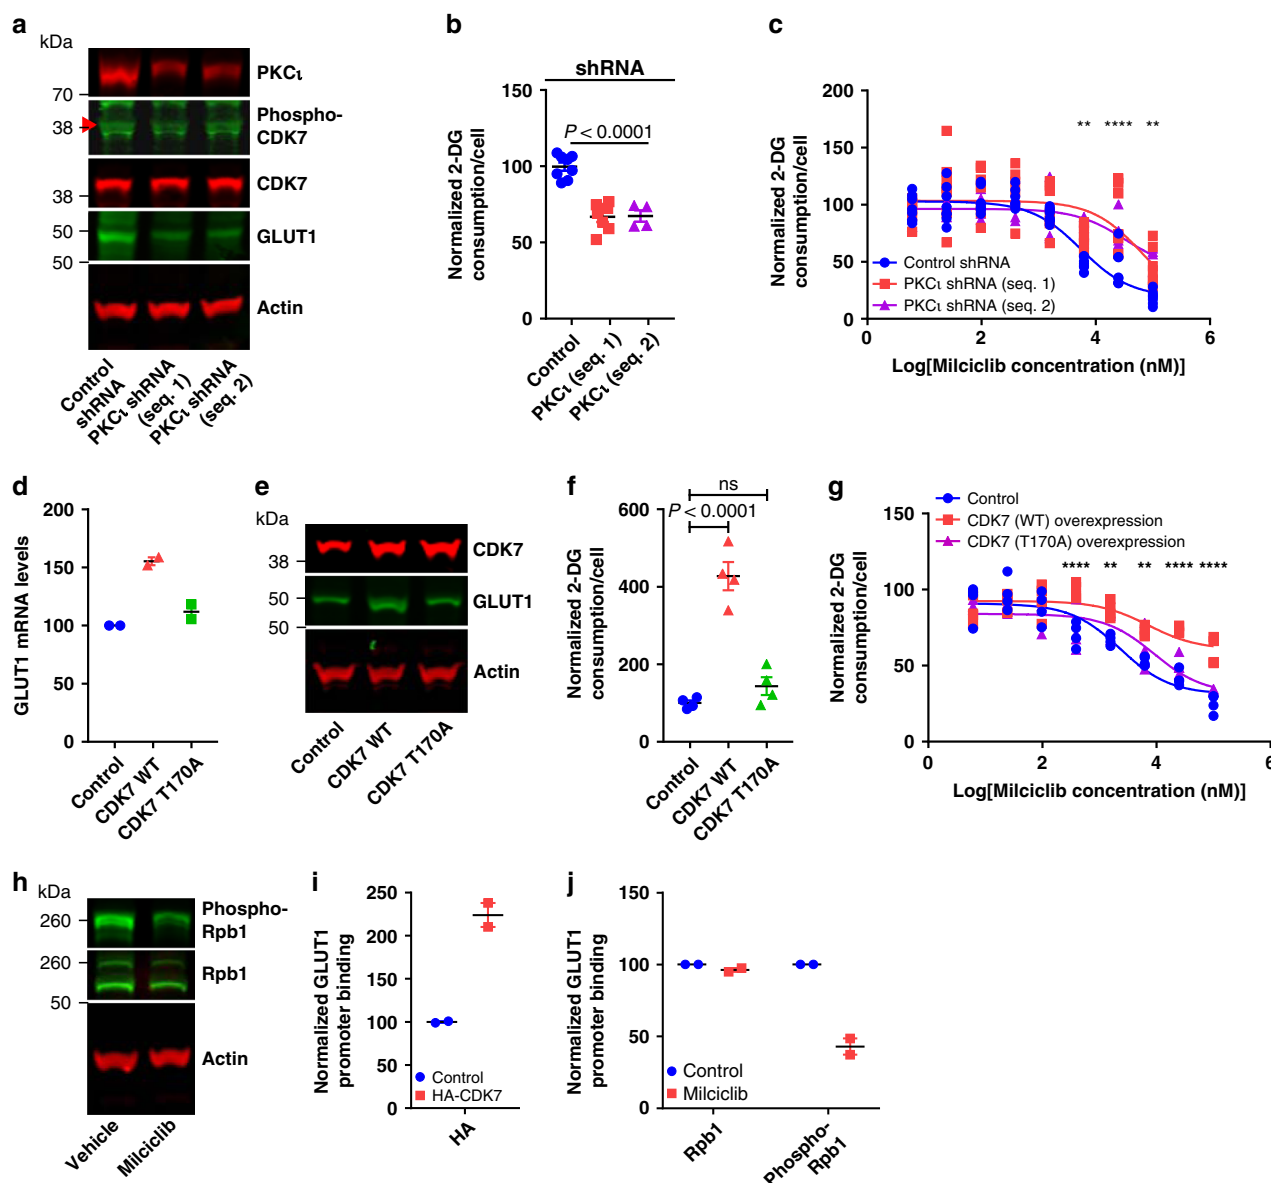 a
kDa
70
38
38
50
50
PKCι
Phospho-
CDK7
CDK7
GLUT1
Actin
Control
shRNA
PKCι shRNA
(seq. 1)
PKCι shRNA
(seq. 2)
b
shRNA
P < 0.0001
Normalized 2-DG
consumption/cell
150
100
50
0
Control
PKCι (seq. 1)
PKCι (seq. 2)
c
Normalized 2-DG
consumption/cell
200
150
100
50
0
** **** **
Control shRNA
PKCι shRNA (seq. 1)
PKCι shRNA (seq. 2)
0 2 4 6
Log[Milciclib concentration (nM)]
d
GLUT1 mRNA levels
200
150
100
50
0
Control
CDK7 WT
CDK7 T170A
e
kDa
38
50
50
CDK7
GLUT1
Actin
Control
CDK7 WT
CDK7 T170A
f
ns
P < 0.0001
Normalized 2-DG
consumption/cell
600
400
200
0
Control
CDK7 WT
CDK7 T170A
g
Control
CDK7 (WT) overexpression
CDK7 (T170A) overexpression
**** ** ** **** ****
Normalized 2-DG
consumption/cell
150
100
50
0
0 2 4 6
Log[Milciclib concentration (nM)]
h
kDa
260
260
50
Phospho-
Rpb1
Rpb1
Actin
Vehicle
Milciclib
i
Normalized GLUT1
promoter binding
250
200
150
100
50
0
Control
HA-CDK7
HA
j
Normalized GLUT1
promoter binding
150
100
50
0
Control
Milciclib
Rpb1
Phospho-
Rpb1